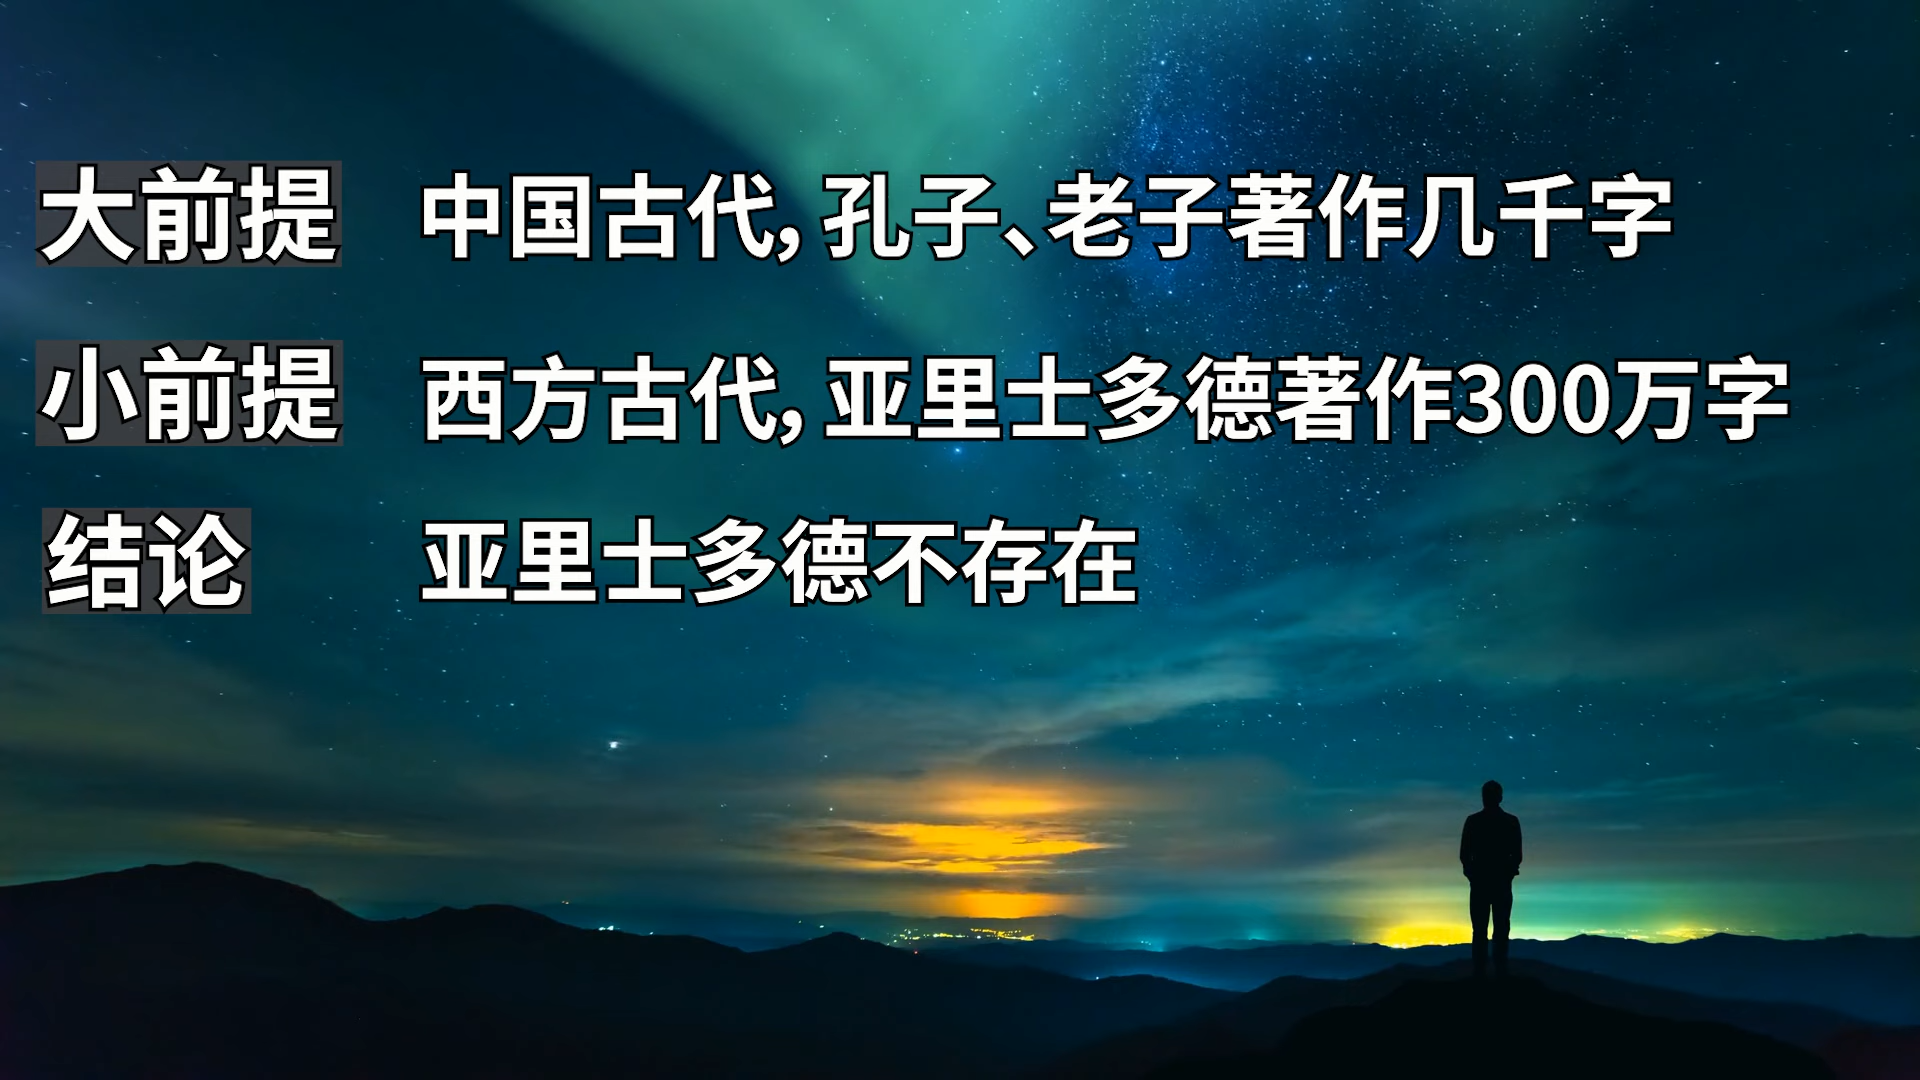 大前提 中国古代，孔子、老子著作几千字
小前提 西方古代，亚里士多德著作300万字
结论 亚里士多德不存在